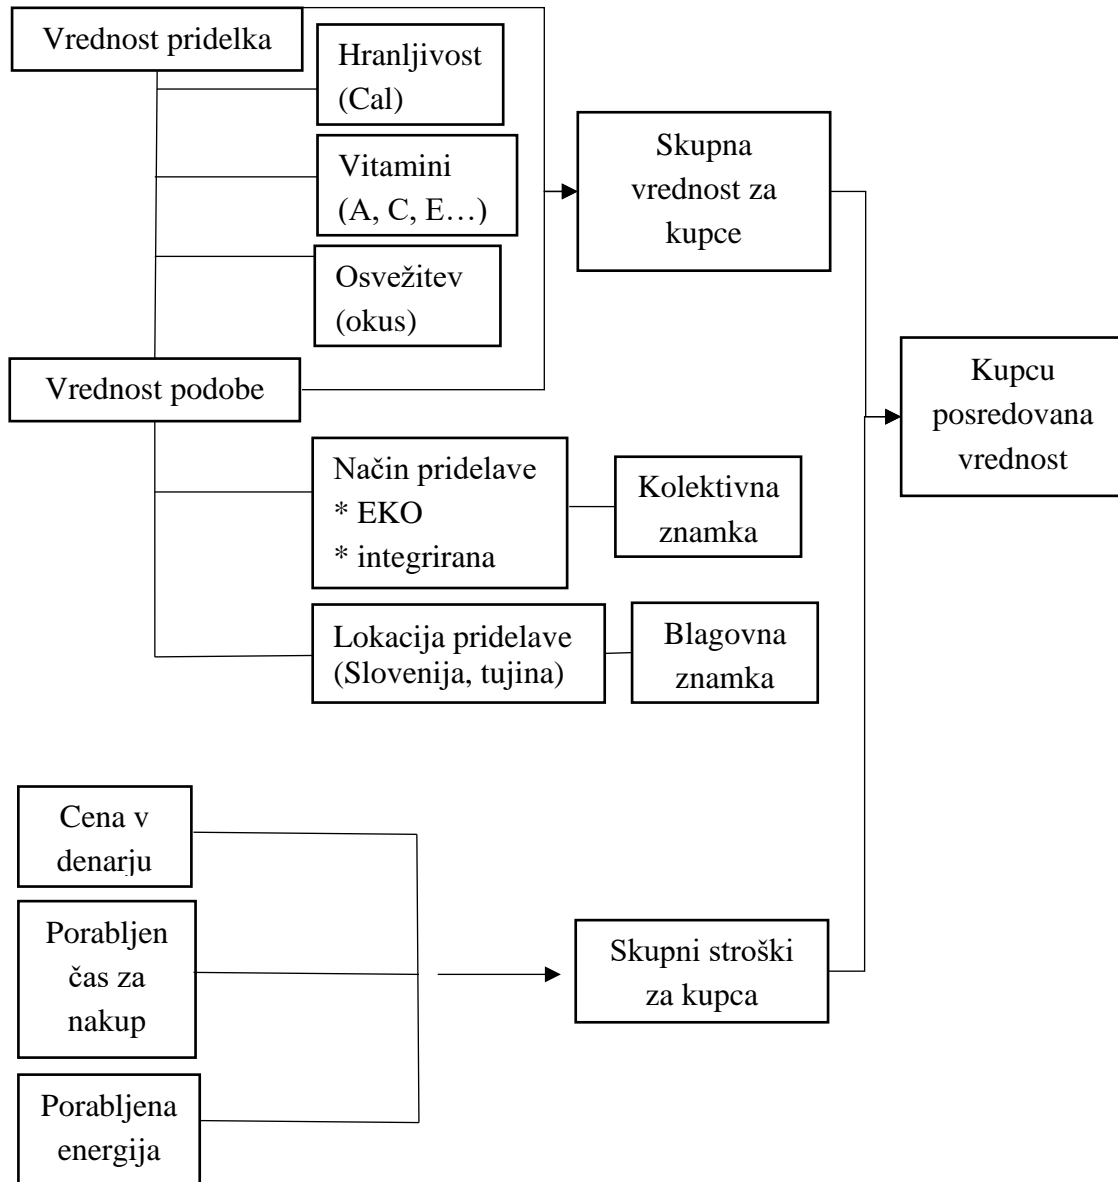 Vrednost pridelka
Hranljivost
(Cal)
Vitamini
(A, C, E…)
Osvežitev
(okus)
Skupna
vrednost za
kupce
Vrednost podobe
Kupcu
posredovana
vrednost
Način pridelave
* EKO
* integrirana
Kolektivna
znamka
Lokacija pridelave
(Slovenija, tujina)
Blagovna
znamka
Cena v
denarju
Porabljen
čas za
nakup
Skupni stroški
za kupca
Porabljena
energija